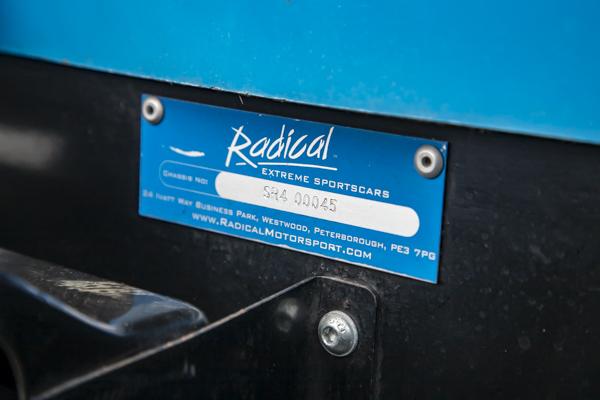 Radical
EXTREME SPORTSCARS
CHASSIS NO: SR4 00045
24 IVATT WAY BUSINESS PARK, WESTWOOD, PETERBOROUGH, PE3 7PG
WWW.RADICALMOTORSPORT.COM